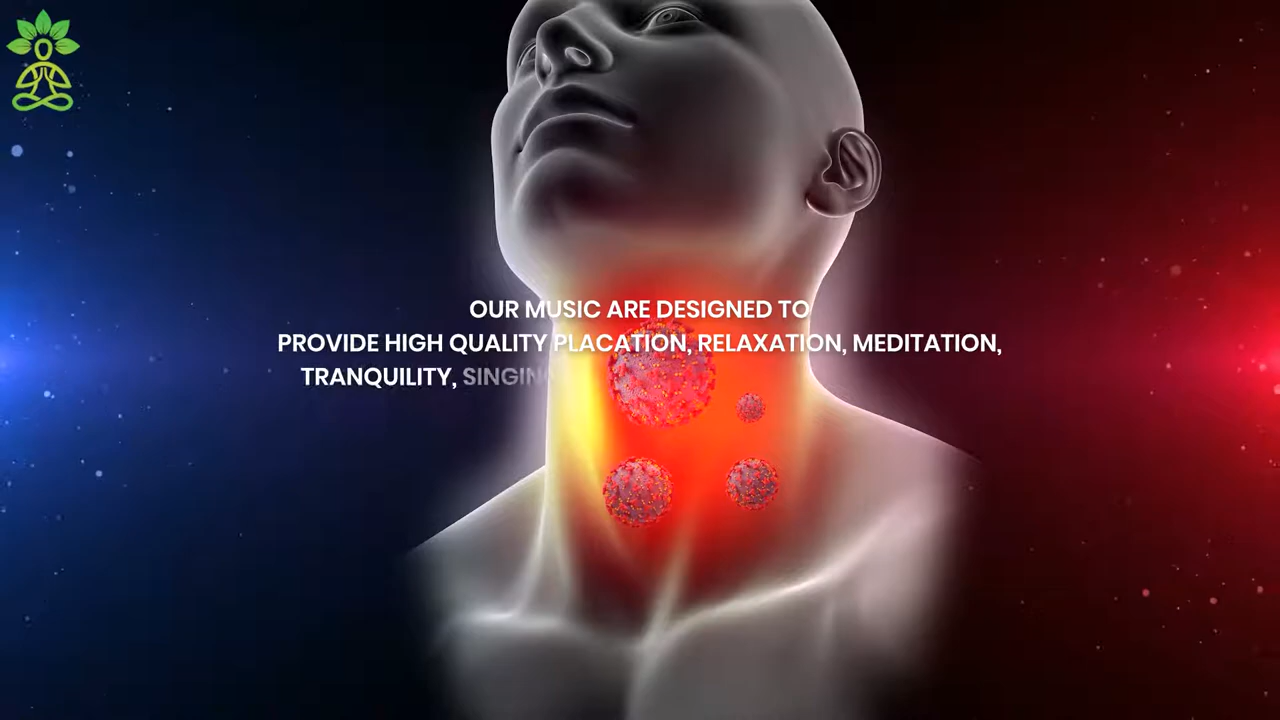 OUR MUSIC ARE DESIGNED TO
PROVIDE HIGH QUALITY PLACATION, RELAXATION, MEDITATION,
TRANQUILITY,